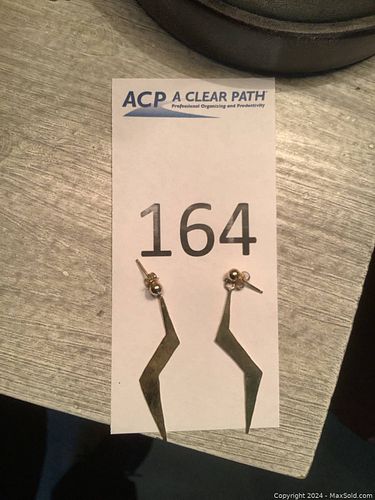 ACP A CLEAR PATH
Professional Organizing and Productivity
164
Copyright 2024 - MaxSold.com